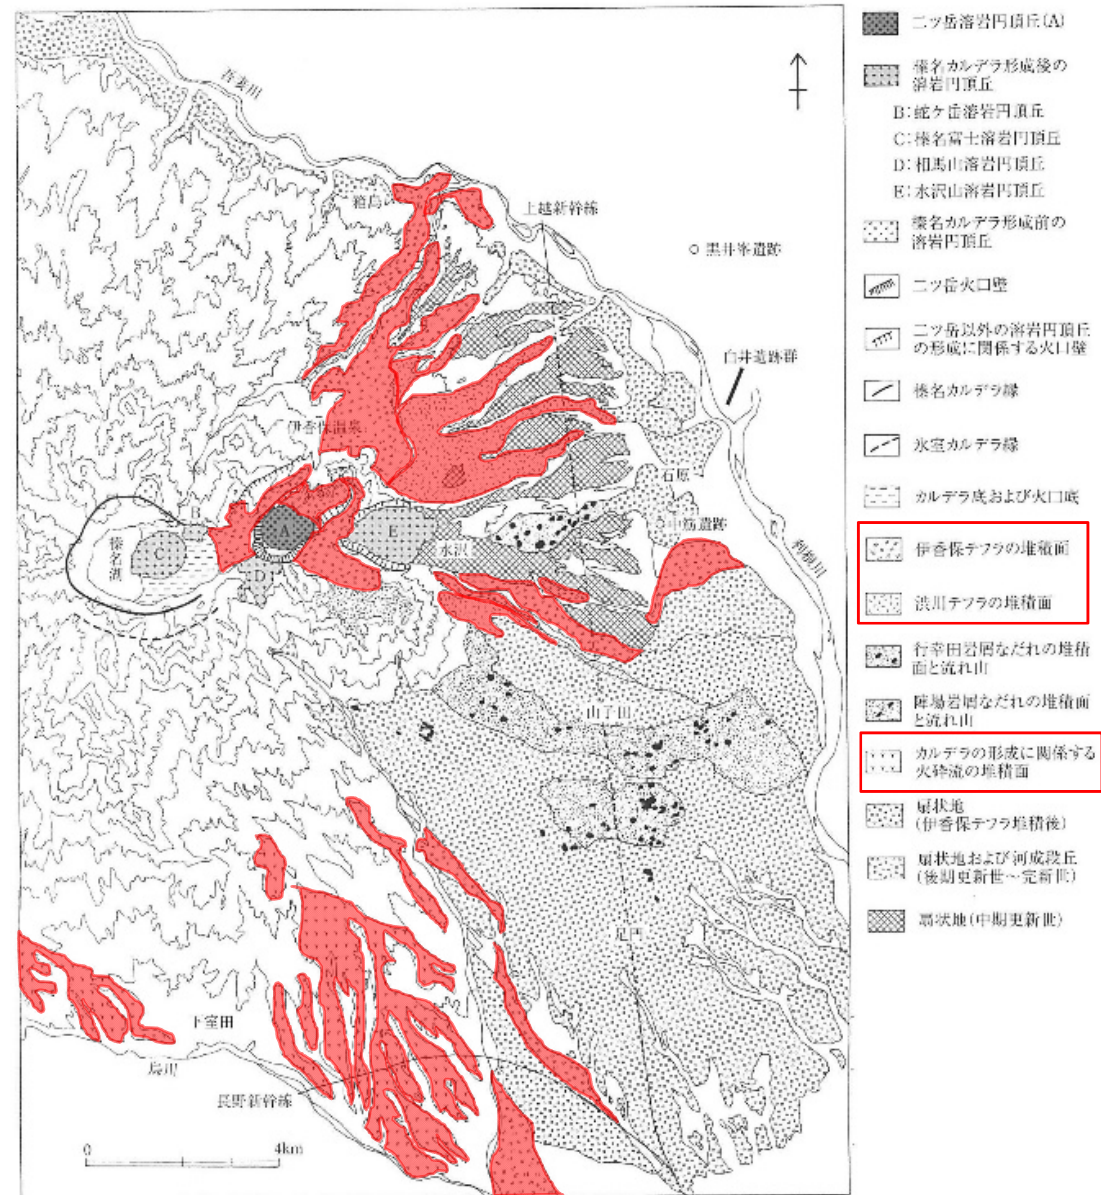 吾妻川
箱島
上越新幹線
黒井峯遺跡
白井遺跡群
伊香保温泉
石原
中筋遺跡
利根川
A
B
C
D
E
榛名湖
水沢
山子田
足門
下室田
烏川
長野新幹線
0
4km
二ツ岳溶岩円頂丘(A)
榛名カルデラ形成後の
溶岩円頂丘
B:蛇ケ岳溶岩円頂丘
C:榛名富士溶岩円頂丘
D:相馬山溶岩円頂丘
E:水沢山溶岩円頂丘
榛名カルデラ形成前の
溶岩円頂丘
二ツ岳火口壁
二ツ岳以外の溶岩円頂丘
の形成に関係する火口壁
榛名カルデラ縁
氷室カルデラ縁
カルデラ底および火口底
伊香保テフラの堆積面
渋川テフラの堆積面
行幸田岩屑なだれの堆積
面と流れ山
陣場岩屑なだれの堆積面
と流れ山
カルデラの形成に関係する
火砕流の堆積面
扇状地
(伊香保テフラ堆積後)
扇状地および河成段丘
(後期更新世～完新世)
扇状地(中期更新世)